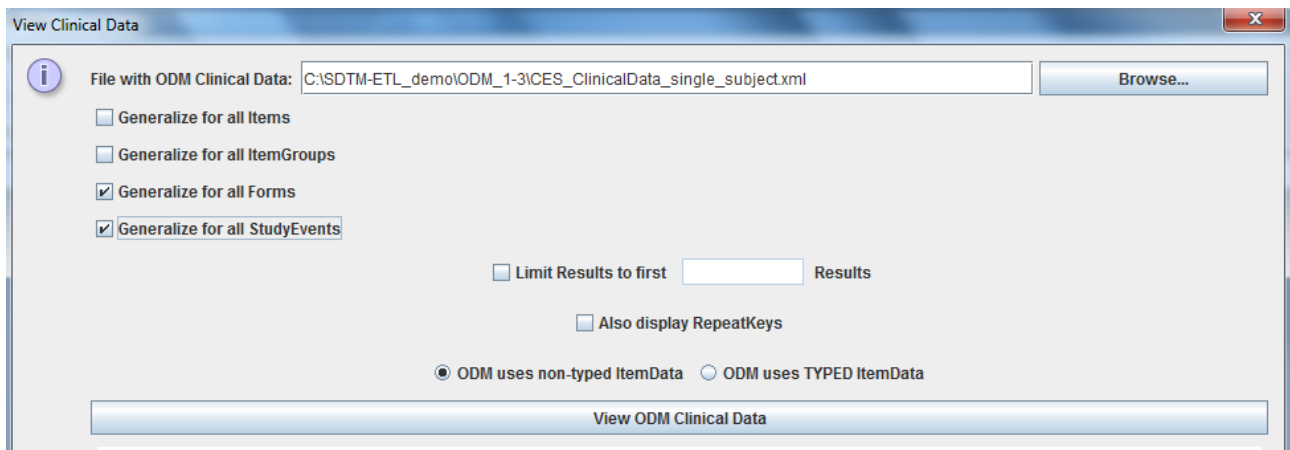 View Clinical Data
File with ODM Clinical Data: C:\SDTM-ETL_demo\ODM_1-3\CES_ClinicalData_single_subject.xml Browse...
Generalize for all Items
Generalize for all ItemGroups
Generalize for all Forms
Generalize for all StudyEvents
Limit Results to first Results
Also display RepeatKeys
ODM uses non-typed ItemData ODM uses TYPED ItemData
View ODM Clinical Data